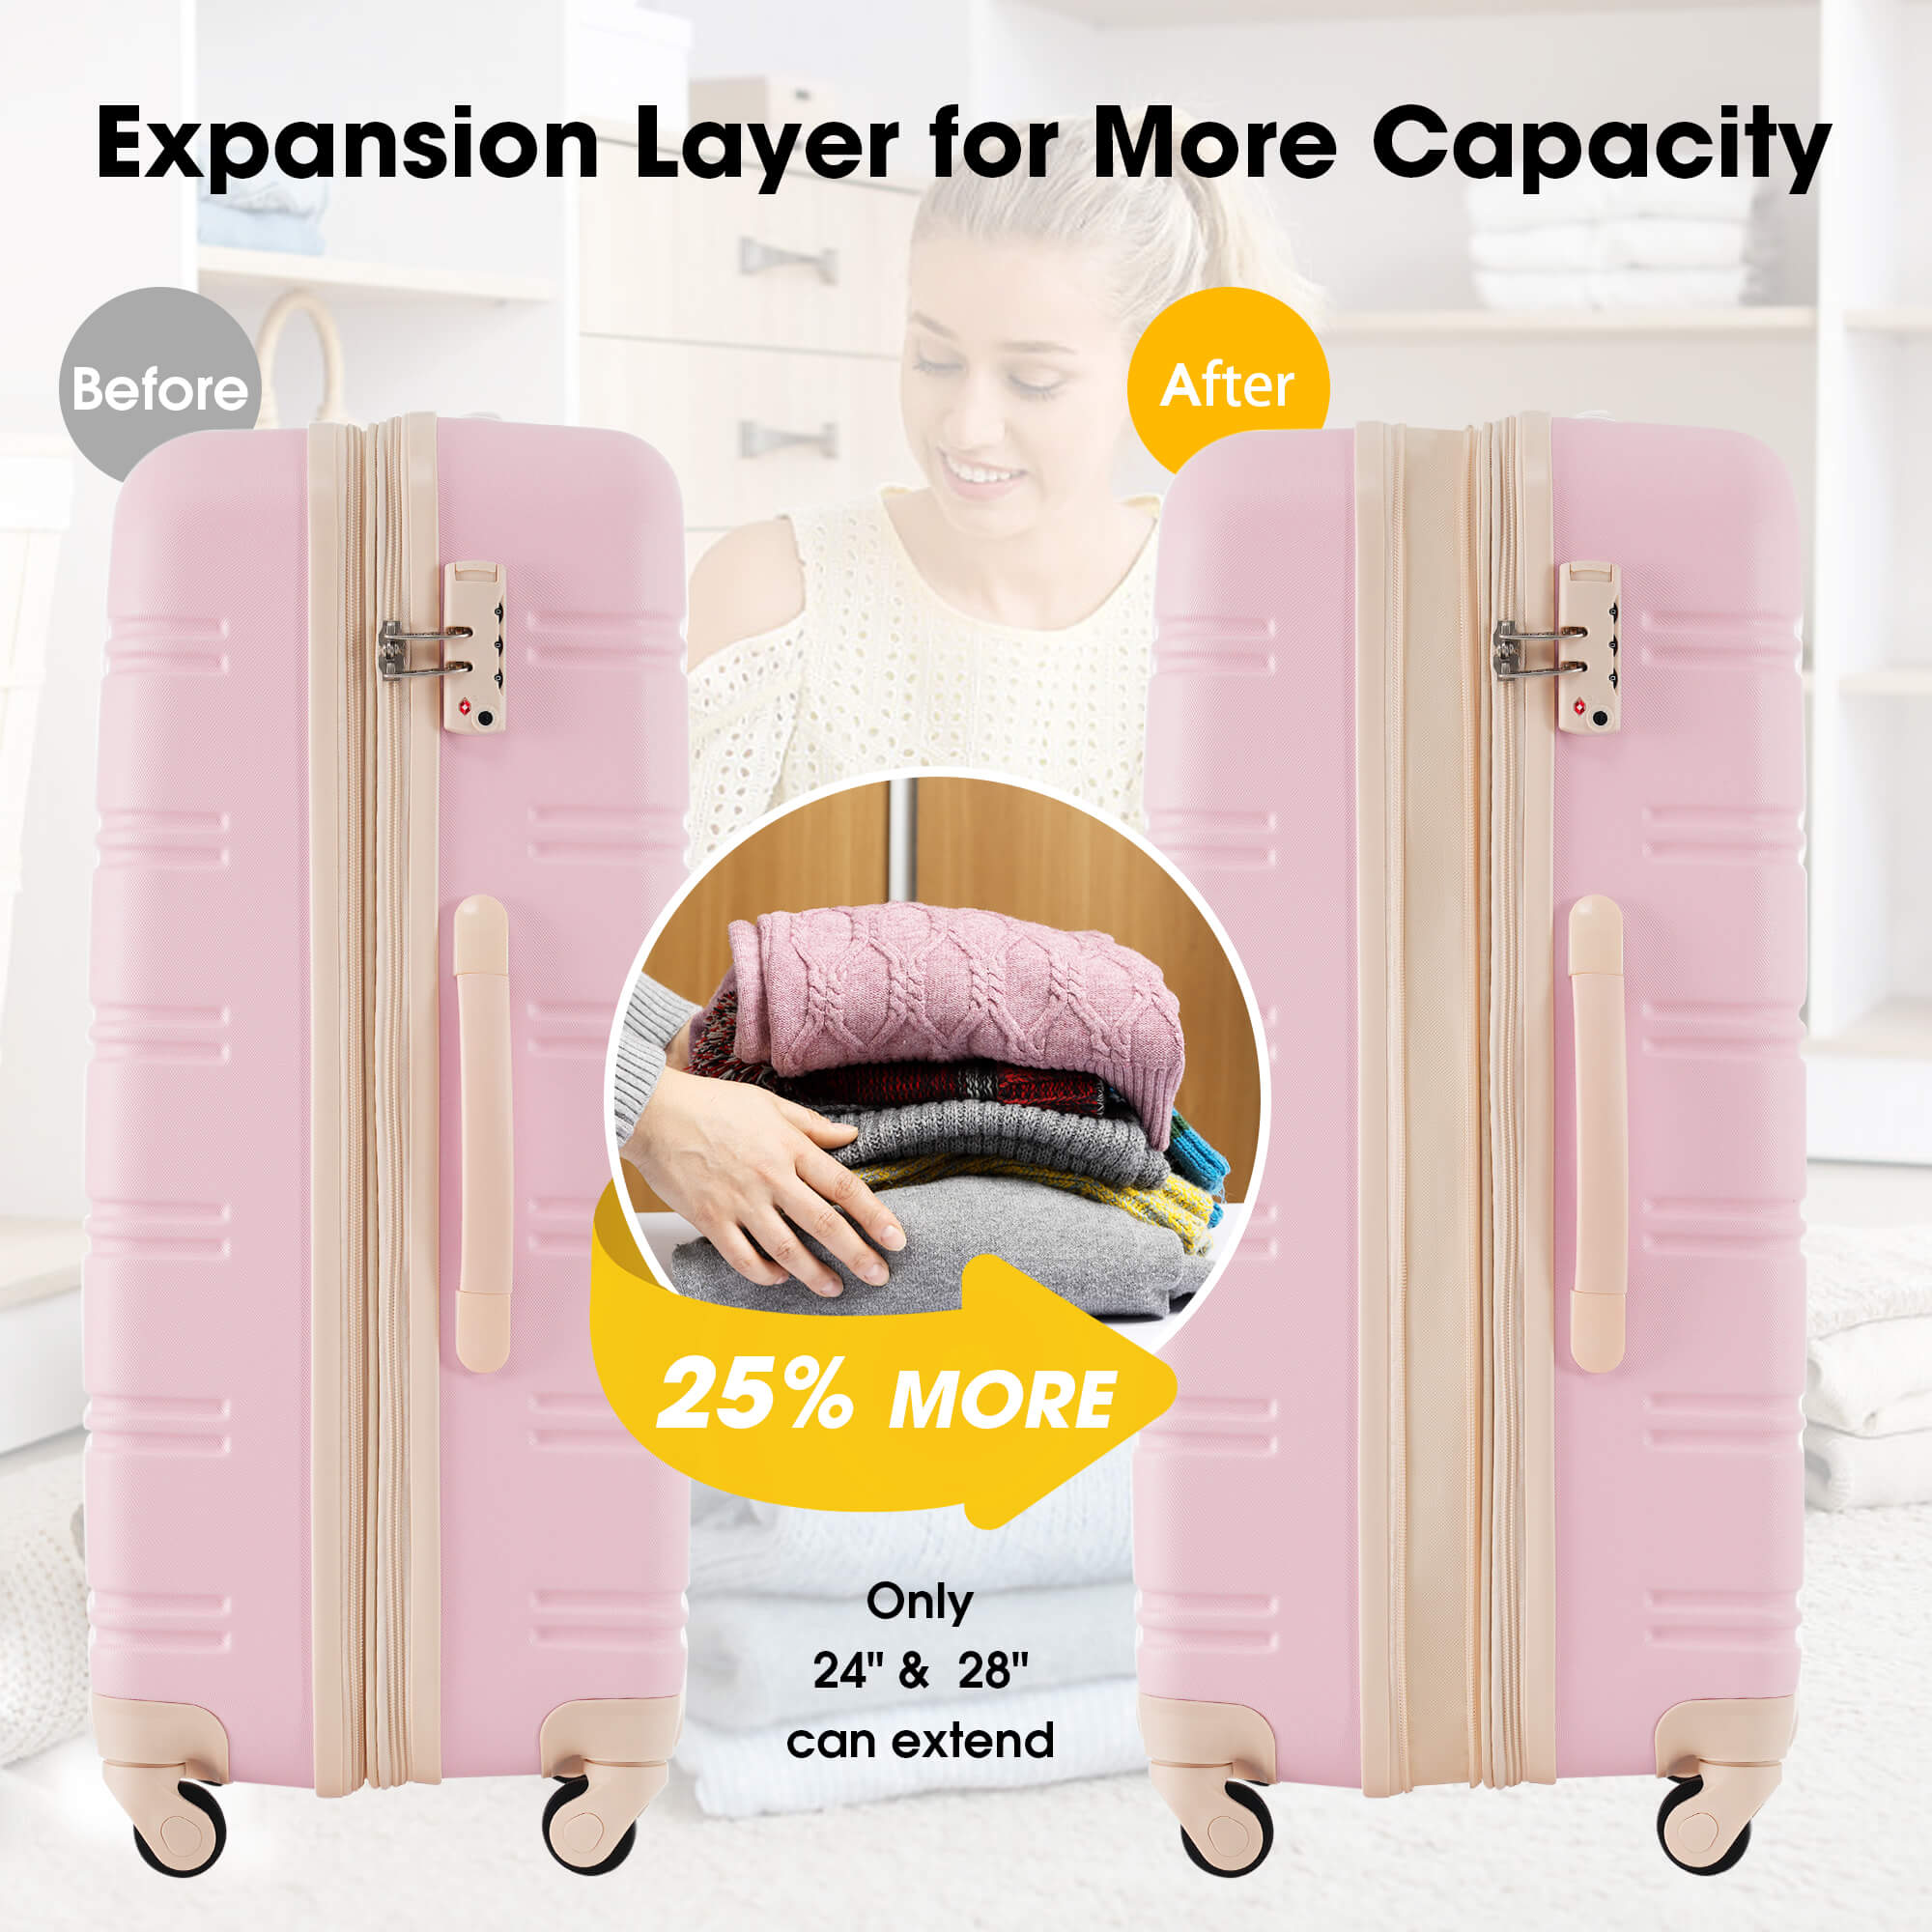 Expansion Layer for More Capacity
Before
After
25% MORE
Only
24" & 28"
can extend